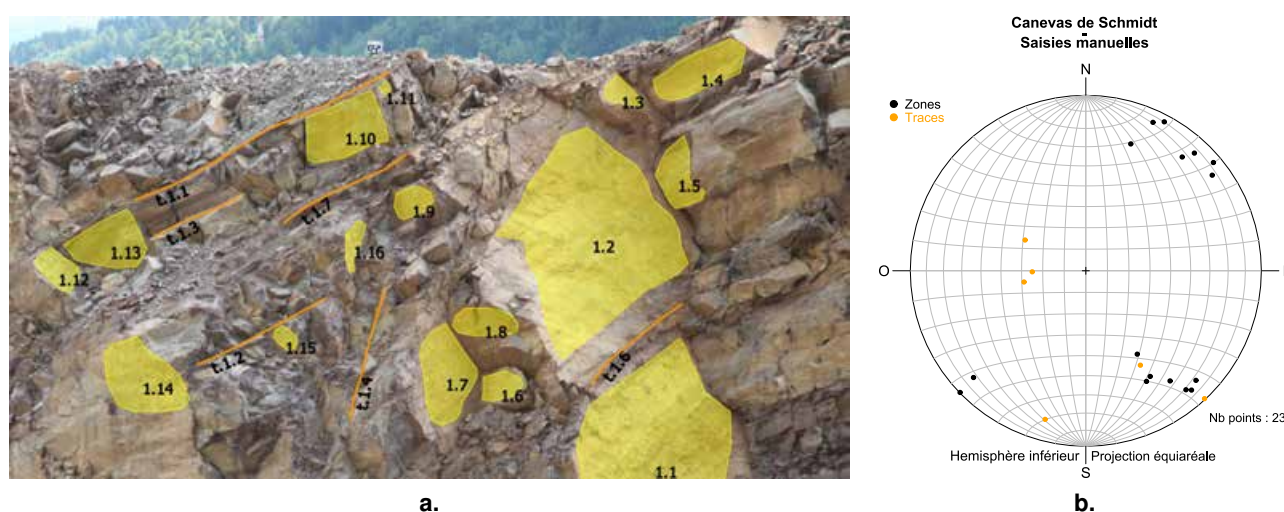 1.4
1.3
1.11
1.10
t.1.1
1.5
t.1.7
1.9
t.1.3
1.13
1.2
1.16
1.12
1.8
1.15
t.1.2
t.1.6
1.7
1.6
1.14
t.1.4
1.1
a.
Canevas de Schmidt
-
Saisies manuelles
N
Zones
Traces
O
Nb points : 23
Hemisphère inférieur
Projection équiaréale
S
b.